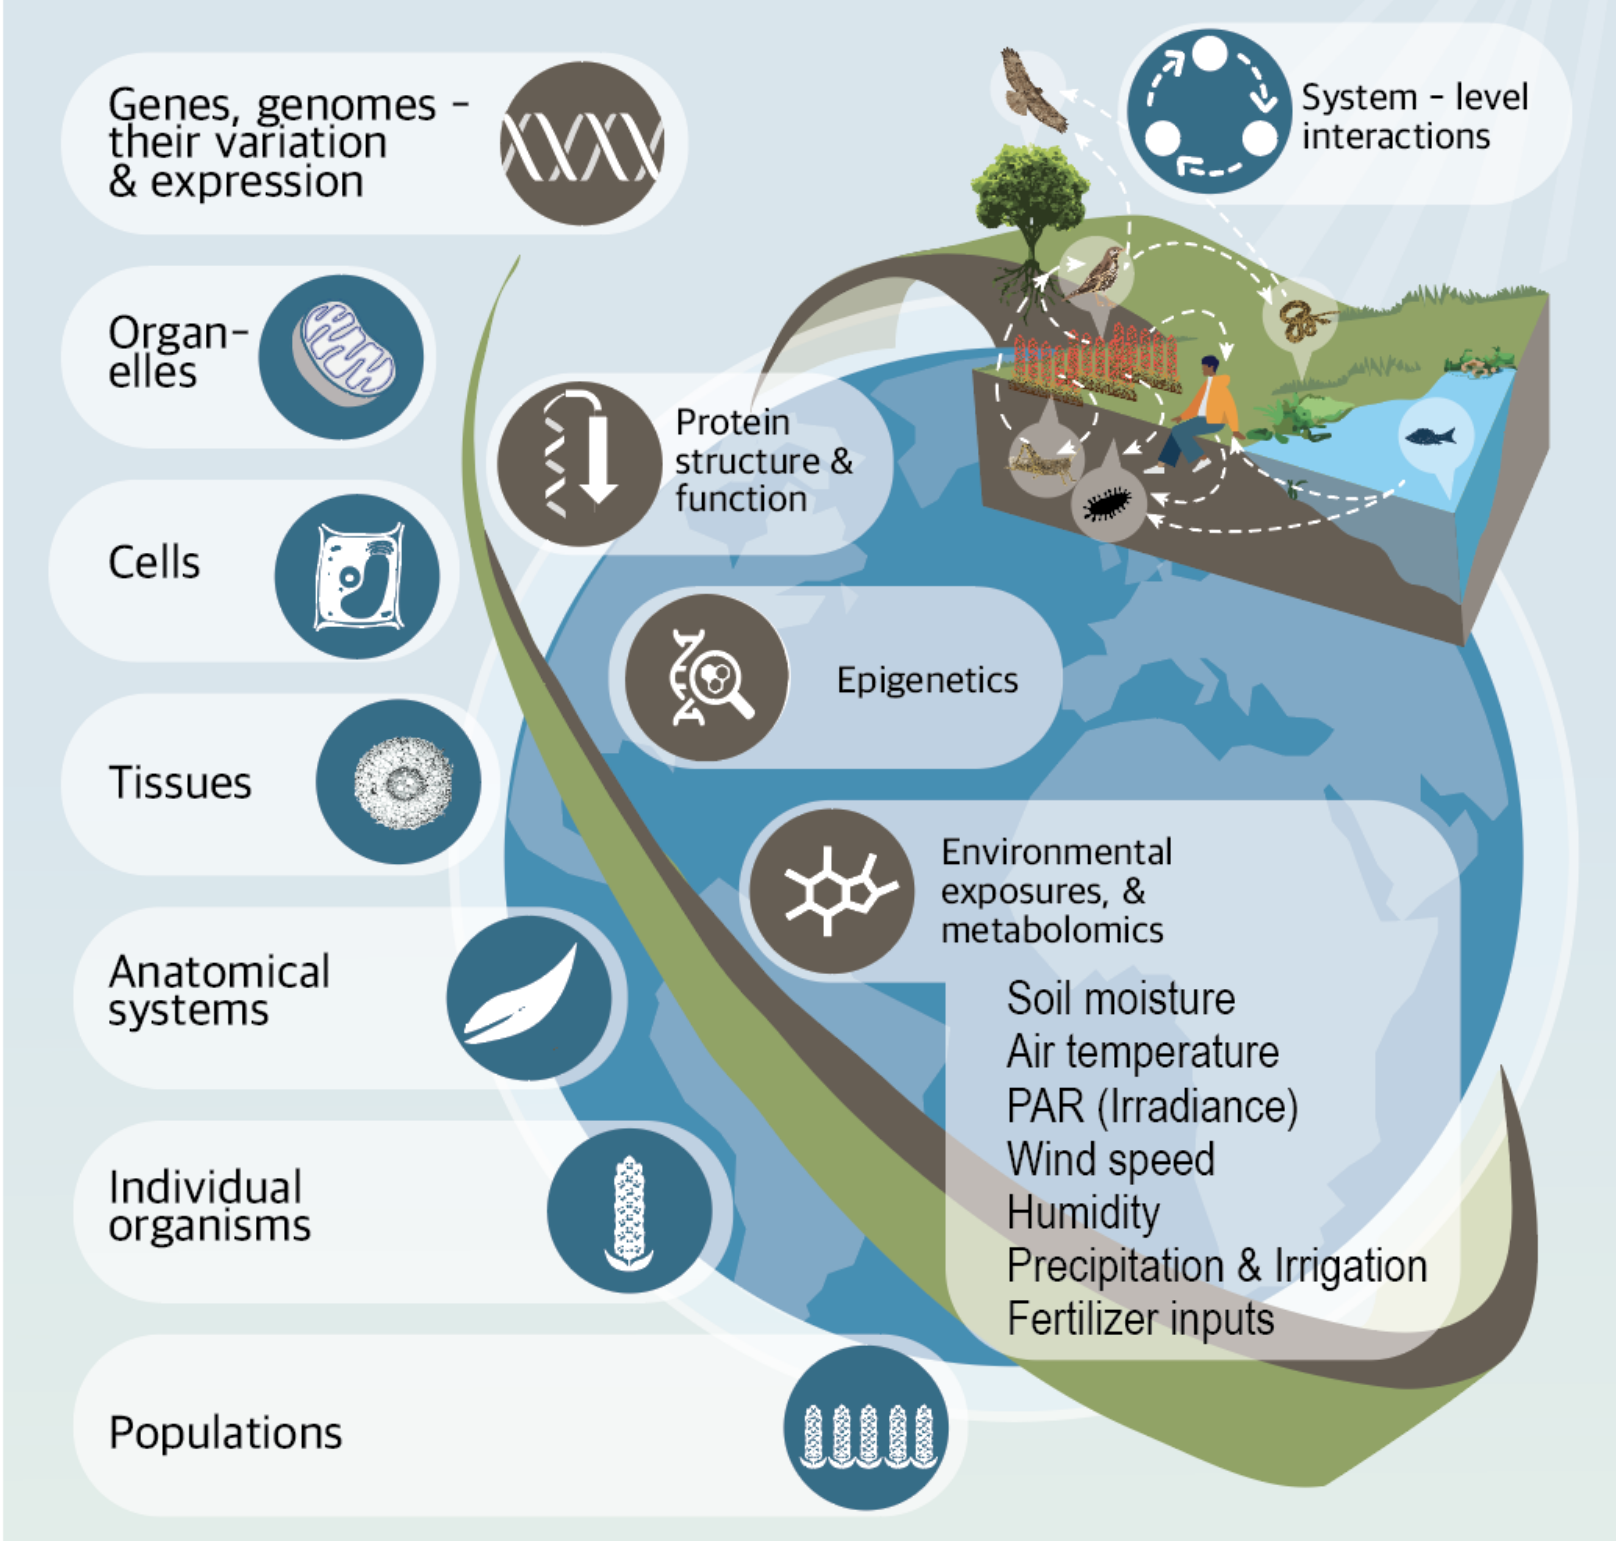 Genes, genomes -
their variation
& expression
Organ-
elles
Cells
Tissues
Anatomical
systems
Individual
organisms
Populations
System - level
interactions
Protein
structure &
function
Epigenetics
Environmental
exposures, &
metabolomics
Soil moisture
Air temperature
PAR (Irradiance)
Wind speed
Humidity
Precipitation & Irrigation
Fertilizer inputs